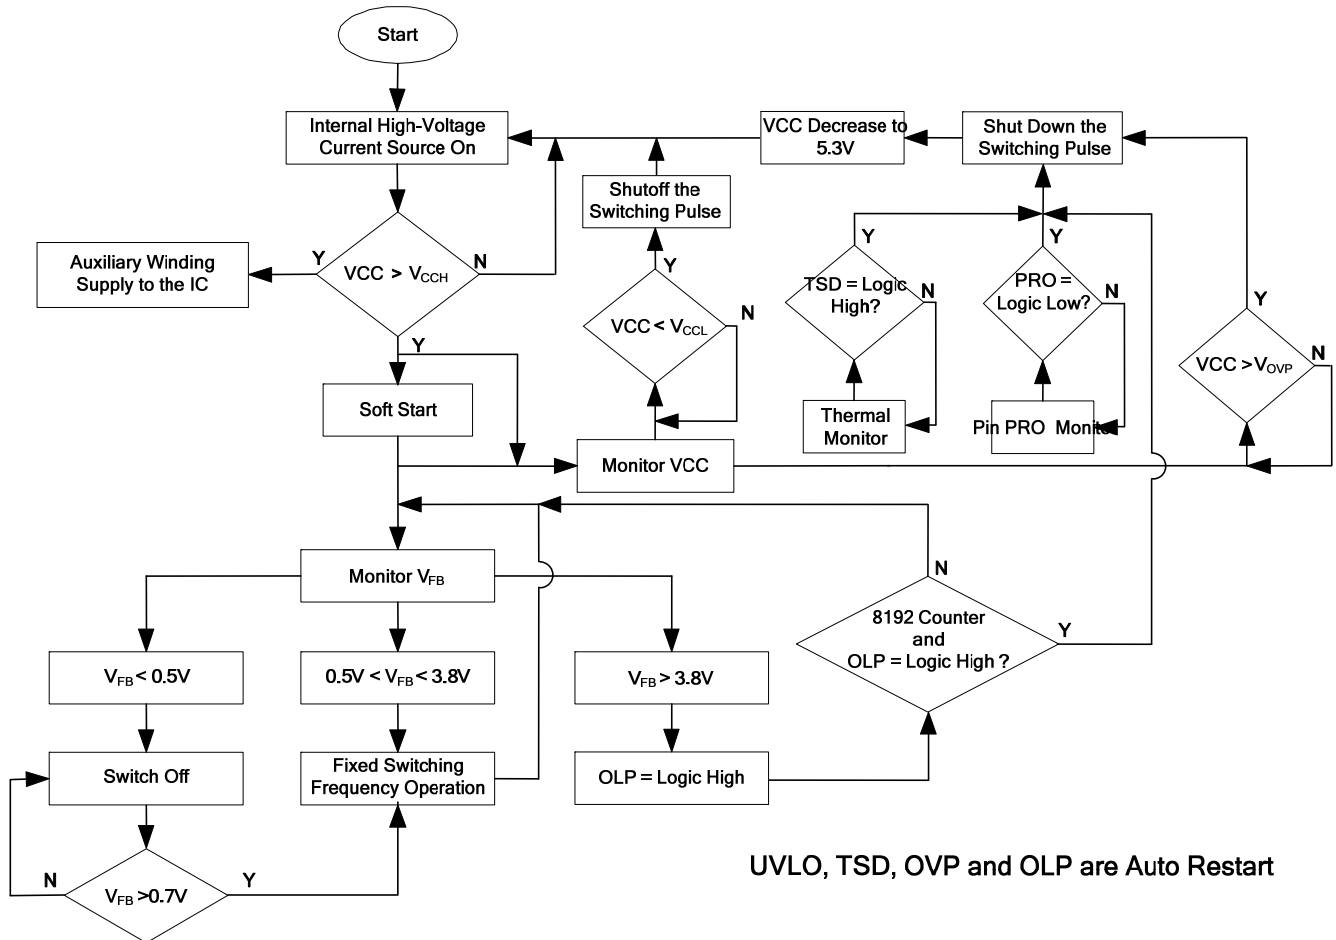 Start
Internal High-Voltage
Current Source On
VCC Decrease to
5.3V
Shut Down the
Switching Pulse
Shutoff the
Switching Pulse
Auxiliary Winding
Supply to the IC
Y
VCC > VCCH
N
Y
VCC < VCCL
N
Y
TSD = Logic
High?
N
Y
PRO =
Logic Low?
N
Y
VCC > VOVP
N
Y
Soft Start
Thermal
Monitor
Pin PRO Monitor
Monitor VCC
Monitor VFB
N
8192 Counter
and
OLP = Logic High ?
Y
VFB < 0.5V
0.5V < VFB < 3.8V
VFB > 3.8V
Switch Off
Fixed Switching
Frequency Operation
OLP = Logic High
N
VFB >0.7V
Y
UVLO, TSD, OVP and OLP are Auto Restart